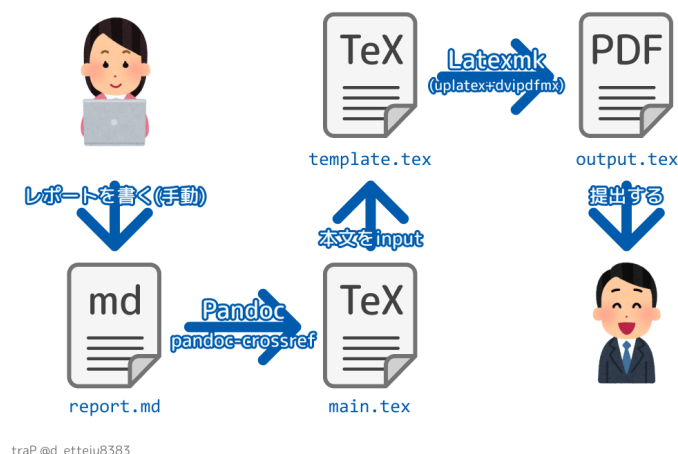 TeX
Latexmk
(uplatex+dvipdfmx)
PDF
template.tex
output.tex
レポートを書く(手動)
本文をinput
提出する
md
Pandoc
pandoc-crossref
TeX
report.md
main.tex
traP @d_etteiu8383